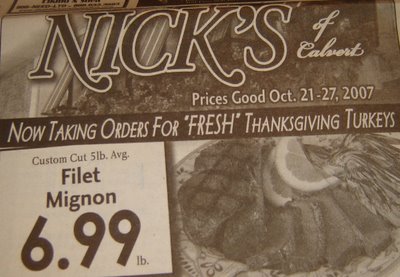 NICK'S
of
Calvert
Prices Good Oct. 21-27, 2007
NOW TAKING ORDERS FOR "FRESH" THANKSGIVING TURKEYS
Custom Cut 5lb. Avg.
Filet
Mignon
6.99
lb.